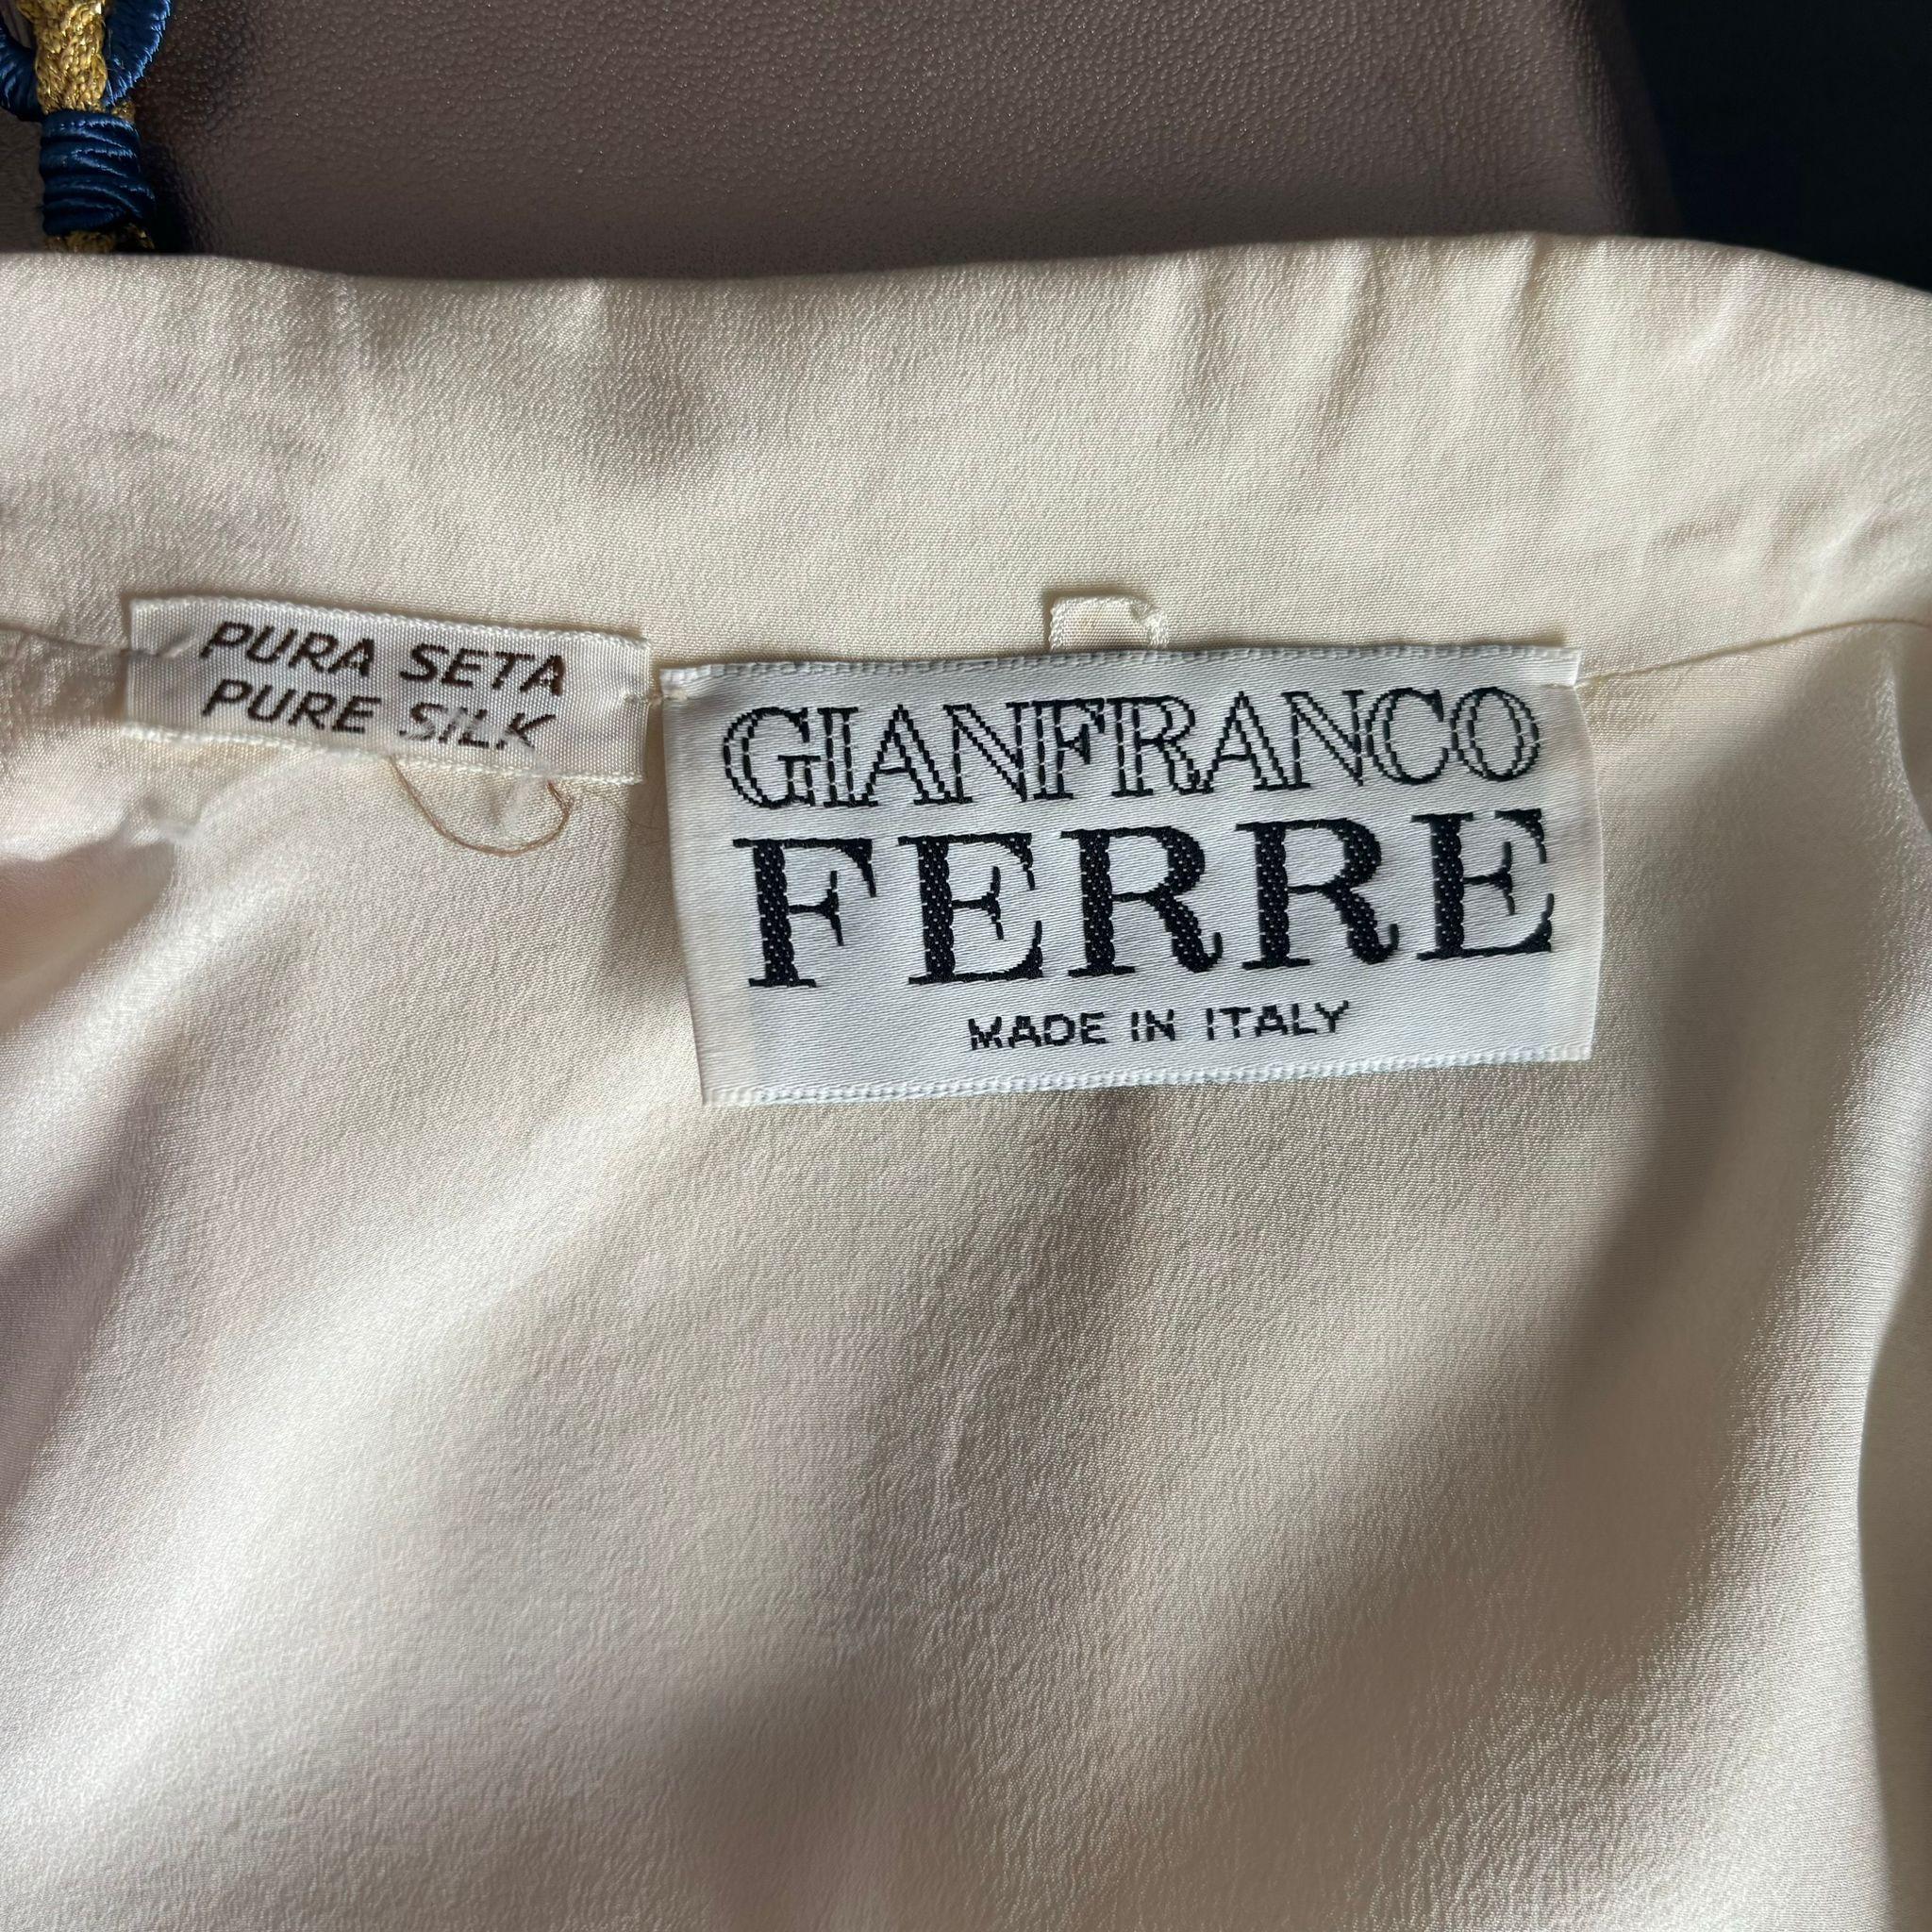 PURA SETA
PURE SILK
GIANFRANCO
FERRE
MADE IN ITALY